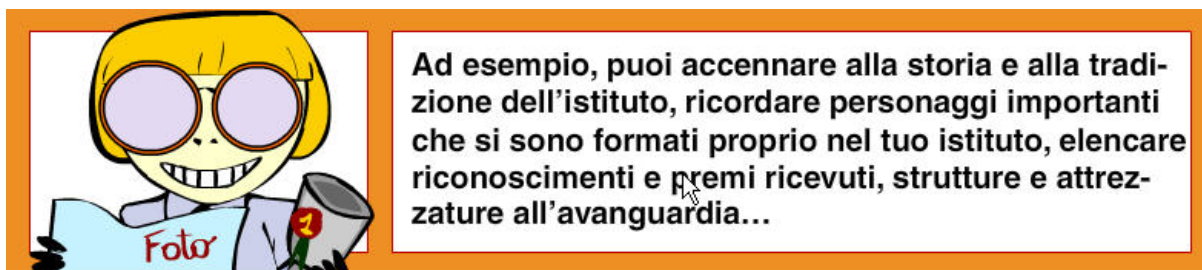 Ad esempio, puoi accennare alla storia e alla tradi-
zione dell'istituto, ricordare personaggi importanti
che si sono formati proprio nel tuo istituto, elencare
riconoscimenti e premi ricevuti, strutture e attrez-
zature all'avanguardia...
Foto
1